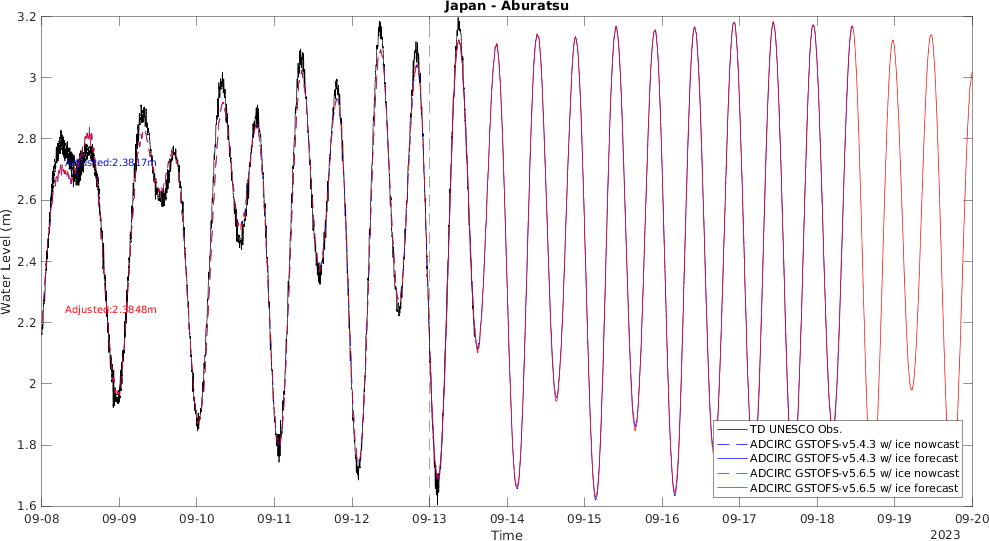 Japan - Aburatsu
Water Level (m)
3.2
3
2.8
2.6
2.4
2.2
2
1.8
1.6
Adjusted:2.3817m
Adjusted:2.3848m
TD UNESCO Obs.
ADCIRC GSTOFS-v5.4.3 w/ ice nowcast
ADCIRC GSTOFS-v5.4.3 w/ ice forecast
ADCIRC GSTOFS-v5.6.5 w/ ice nowcast
ADCIRC GSTOFS-v5.6.5 w/ ice forecast
09-08 09-09 09-10 09-11 09-12 09-13 09-14 09-15 09-16 09-17 09-18 09-19 09-20
Time
2023